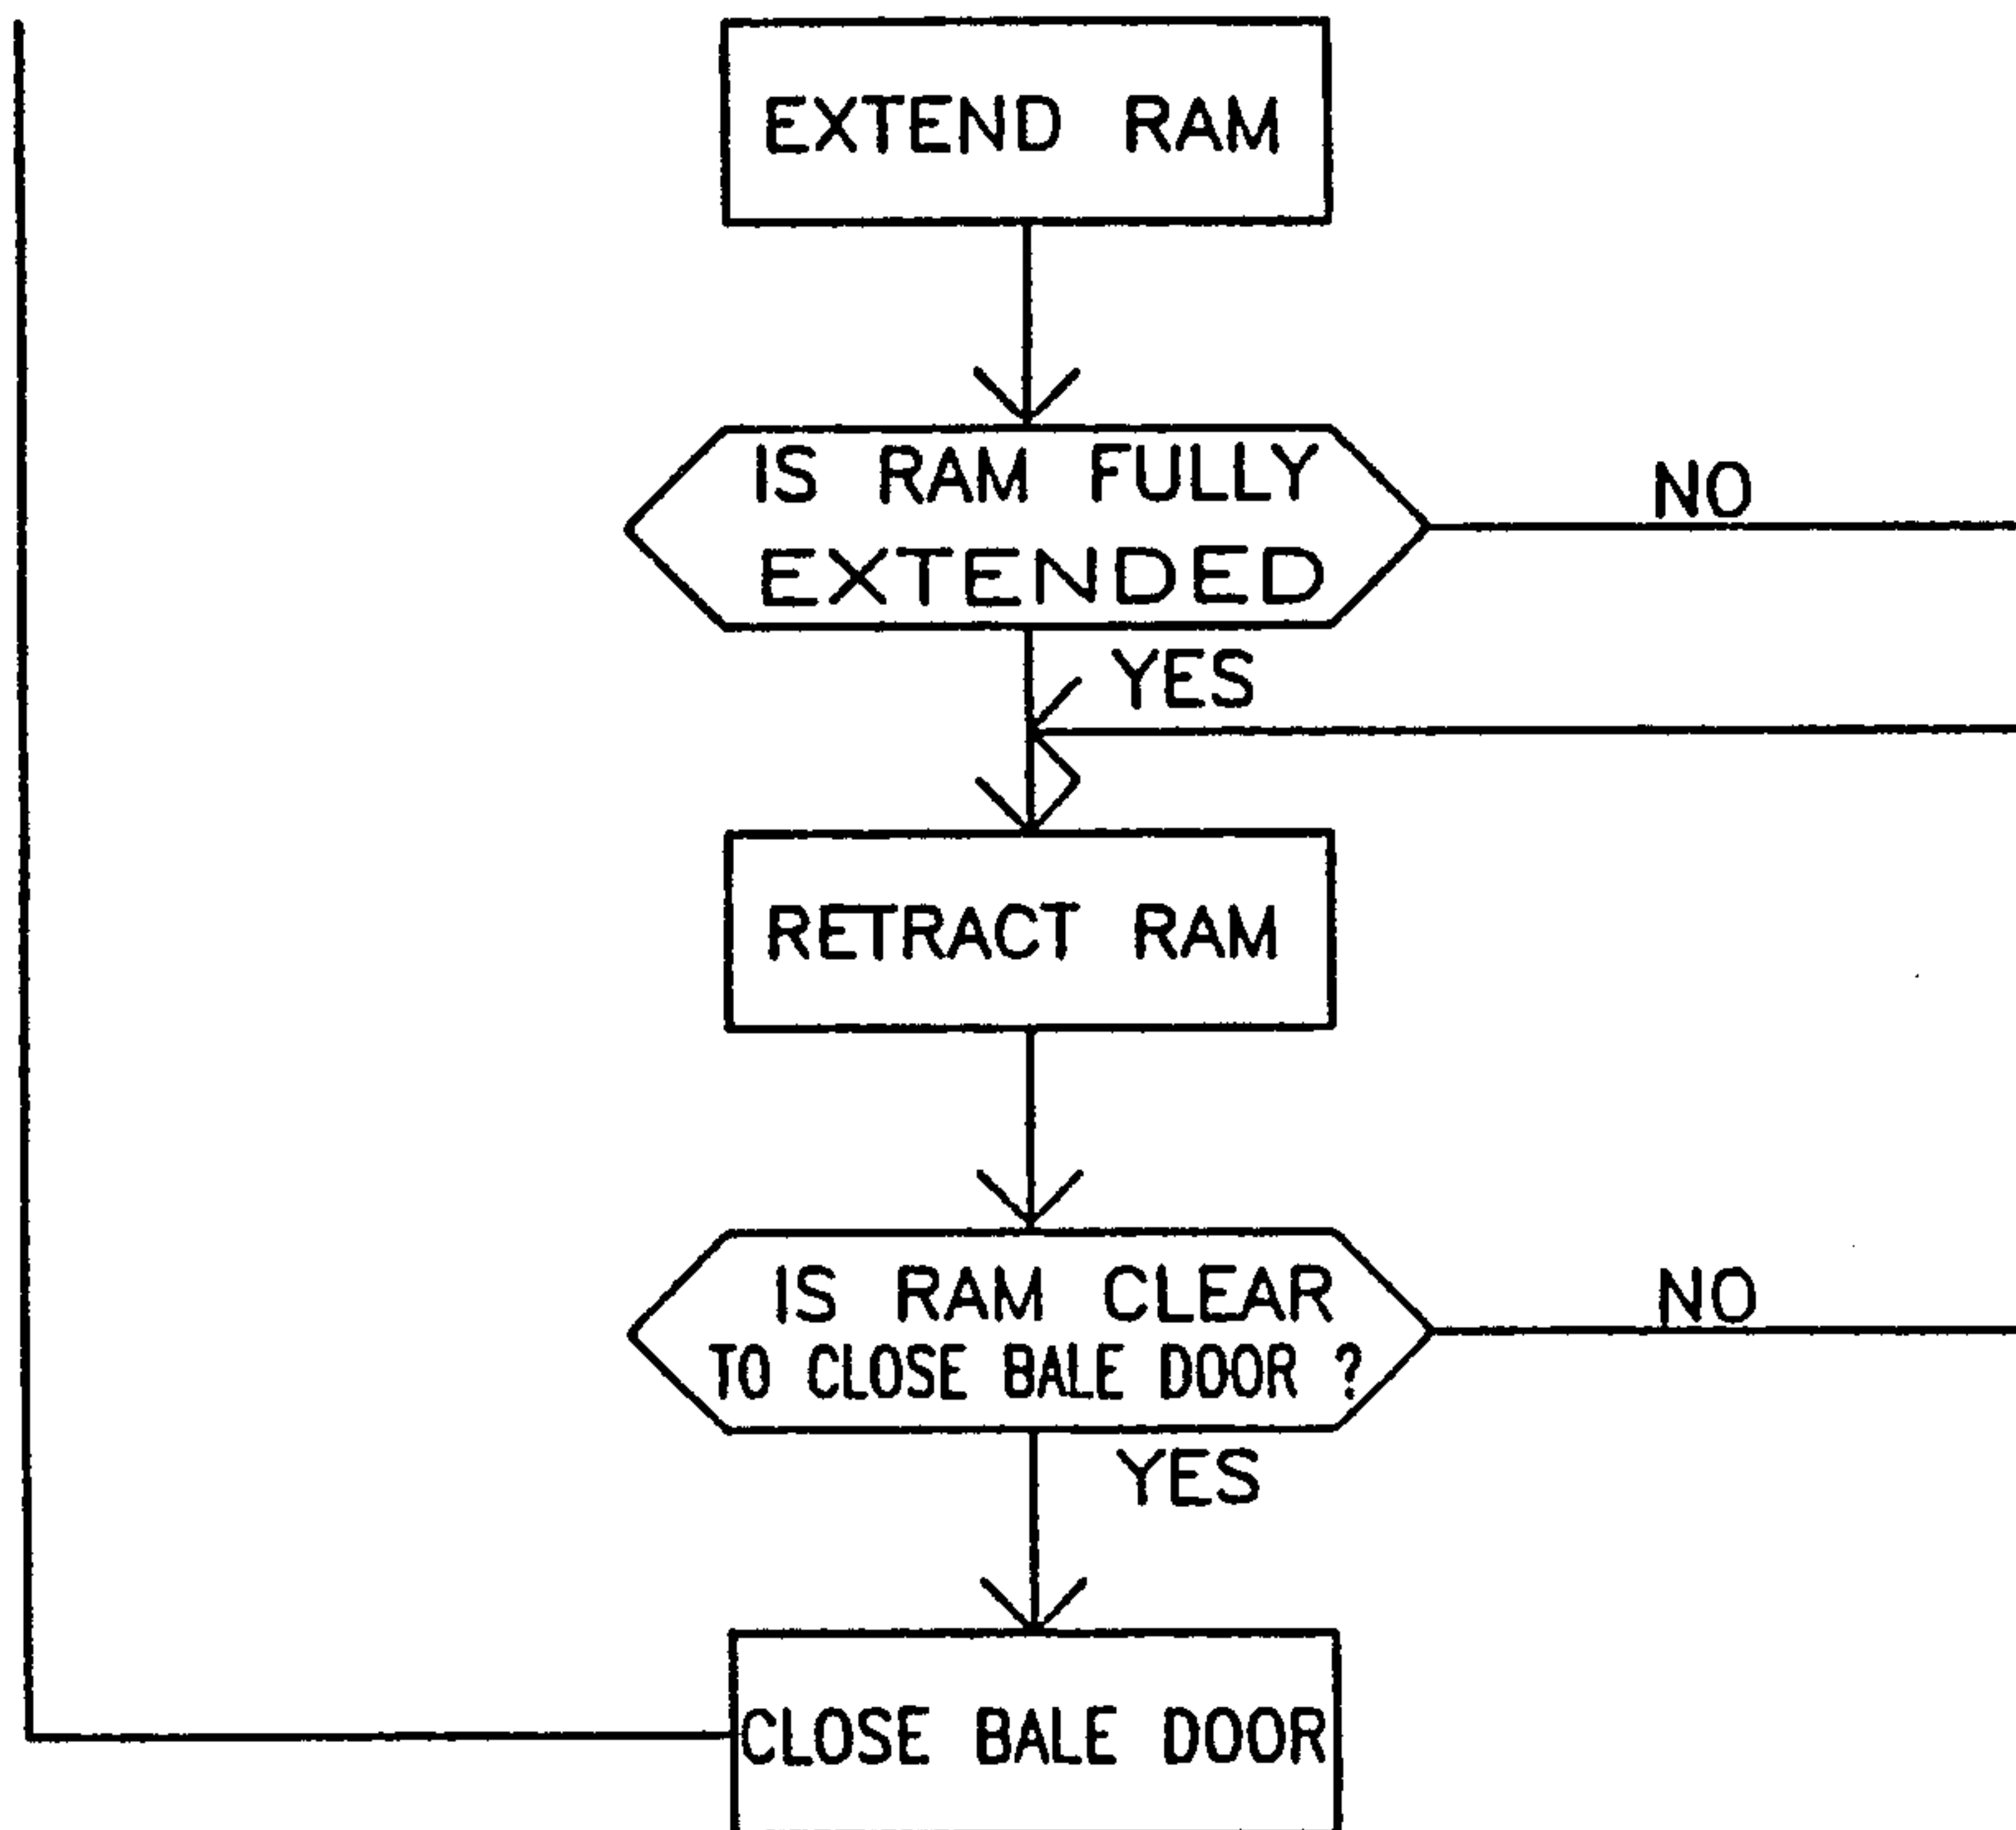 EXTEND RAM
IS RAM FULLY
EXTENDED
NO
YES
RETRACT RAM
IS RAM CLEAR
TO CLOSE BALE DOOR ?
NO
YES
CLOSE BALE DOOR